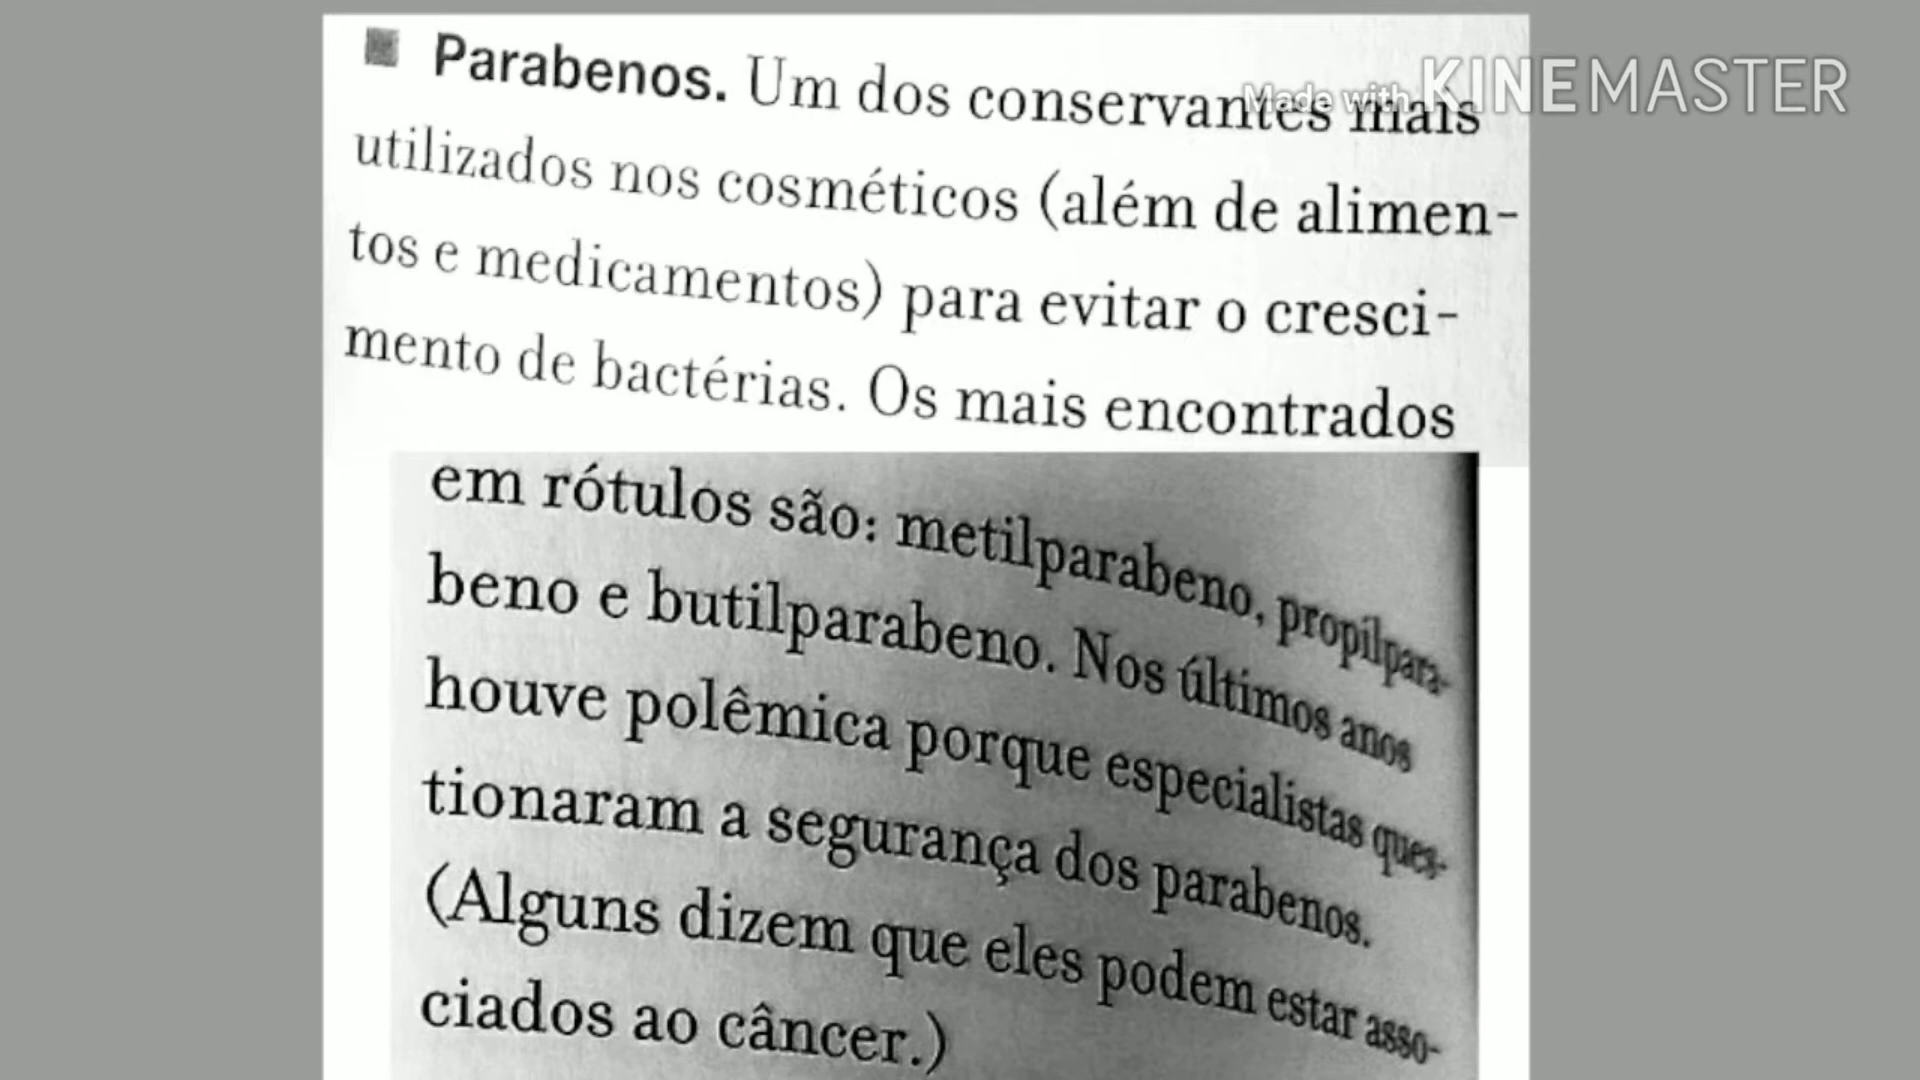 Parabenos. Um dos conservantes mais
Made with KINEMASTER
utilizados nos cosméticos (além de alimen-
tos e medicamentos) para evitar o cresci-
mento de bactérias. Os mais encontrados
em rótulos são: metilparabeno, propilpara-
beno e butilparabeno. Nos últimos anos
houve polêmica porque especialistas ques-
tionaram a segurança dos parabenos.
(Alguns dizem que eles podem estar asso-
ciados ao câncer.)